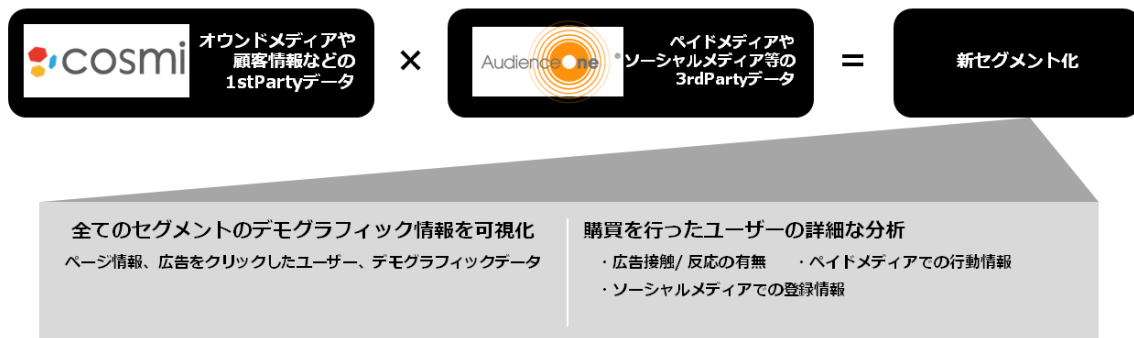 cosmi
オウンドメディアや
顧客情報などの
1stPartyデータ
×
AudienceOne®
ペイドメディアや
ソーシャルメディア等の
3rdPartyデータ
=
新セグメント化
全てのセグメントのデモグラフィック情報を可視化
ページ情報、広告をクリックしたユーザー、デモグラフィックデータ
購買を行ったユーザーの詳細な分析
・広告接触/ 反応の有無 ・ペイドメディアでの行動情報
・ソーシャルメディアでの登録情報